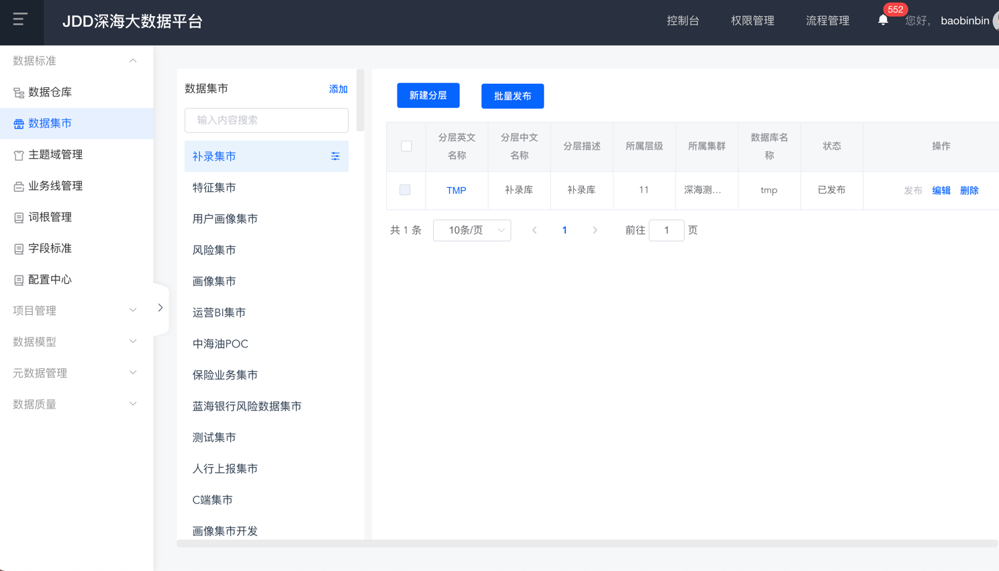 JDD深海大数据平台
控制台
权限管理
流程管理
552
您好，
baobinbin
数据标准
数据仓库
数据集市
主题域管理
业务线管理
词根管理
字段标准
配置中心
项目管理
数据模型
元数据管理
数据质量
数据集市
添加
输入内容搜索
补录集市
特征集市
用户画像集市
风险集市
画像集市
运营BI集市
中海油POC
保险业务集市
蓝海银行风险数据集市
测试集市
人行上报集市
C端集市
画像集市开发
新建分层
批量发布
分层英文
名称
分层中文
名称
分层描述
所属层级
所属集群
数据库名
称
状态
操作
TMP
补录库
补录库
11
深海测...
tmp
已发布
发布
编辑
删除
共 1 条
10条/页
1
前往
1
页